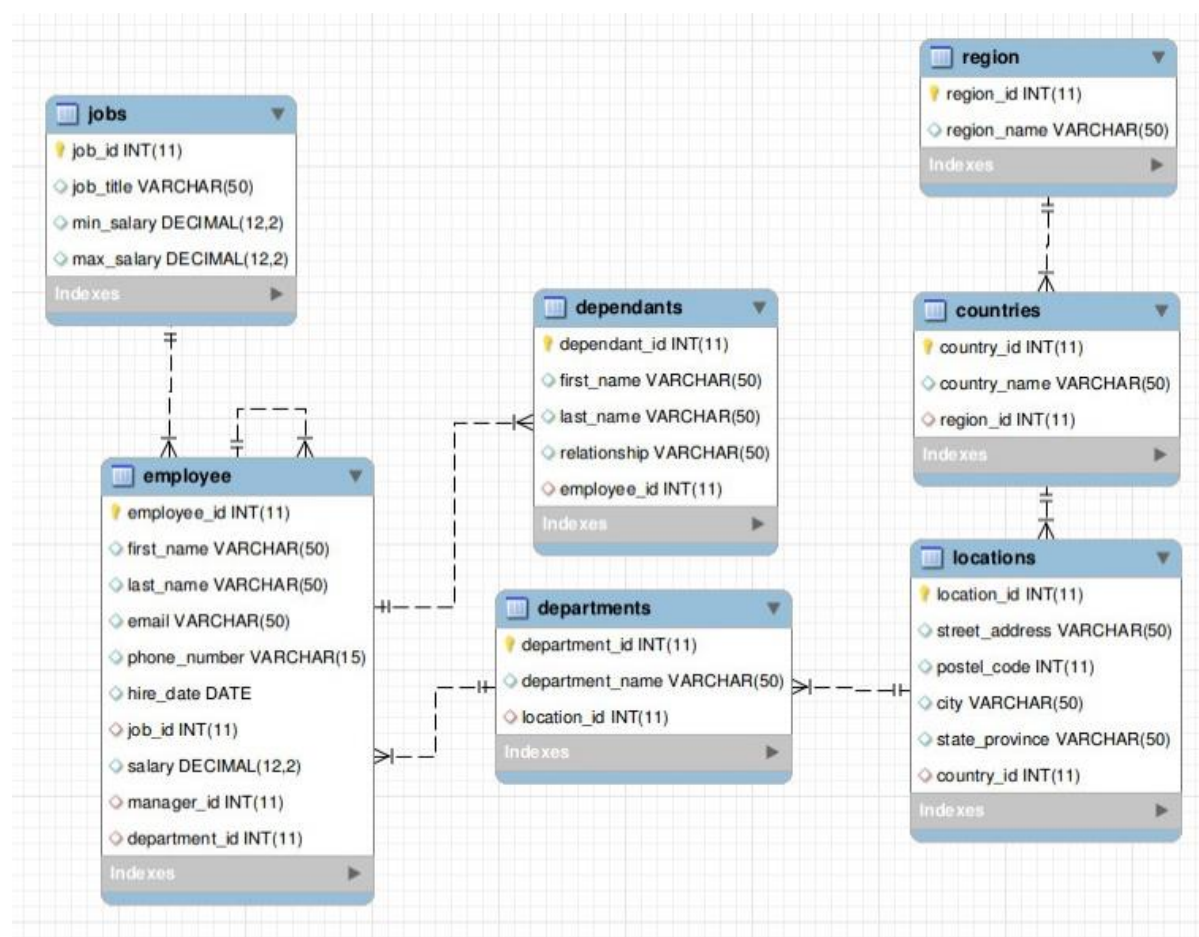 jobs
job_id INT(11)
job_title VARCHAR(50)
min_salary DECIMAL(12,2)
max_salary DECIMAL(12,2)
Indexes
employee
employee_id INT(11)
first_name VARCHAR(50)
last_name VARCHAR(50)
email VARCHAR(50)
phone_number VARCHAR(15)
hire_date DATE
job_id INT(11)
salary DECIMAL(12,2)
manager_id INT(11)
department_id INT(11)
Indexes
dependants
dependant_id INT(11)
first_name VARCHAR(50)
last_name VARCHAR(50)
relationship VARCHAR(50)
employee_id INT(11)
Indexes
departments
department_id INT(11)
department_name VARCHAR(50)
location_id INT(11)
Indexes
region
region_id INT(11)
region_name VARCHAR(50)
Indexes
countries
country_id INT(11)
country_name VARCHAR(50)
region_id INT(11)
Indexes
locations
location_id INT(11)
street_address VARCHAR(50)
postel_code INT(11)
city VARCHAR(50)
state_province VARCHAR(50)
country_id INT(11)
Indexes